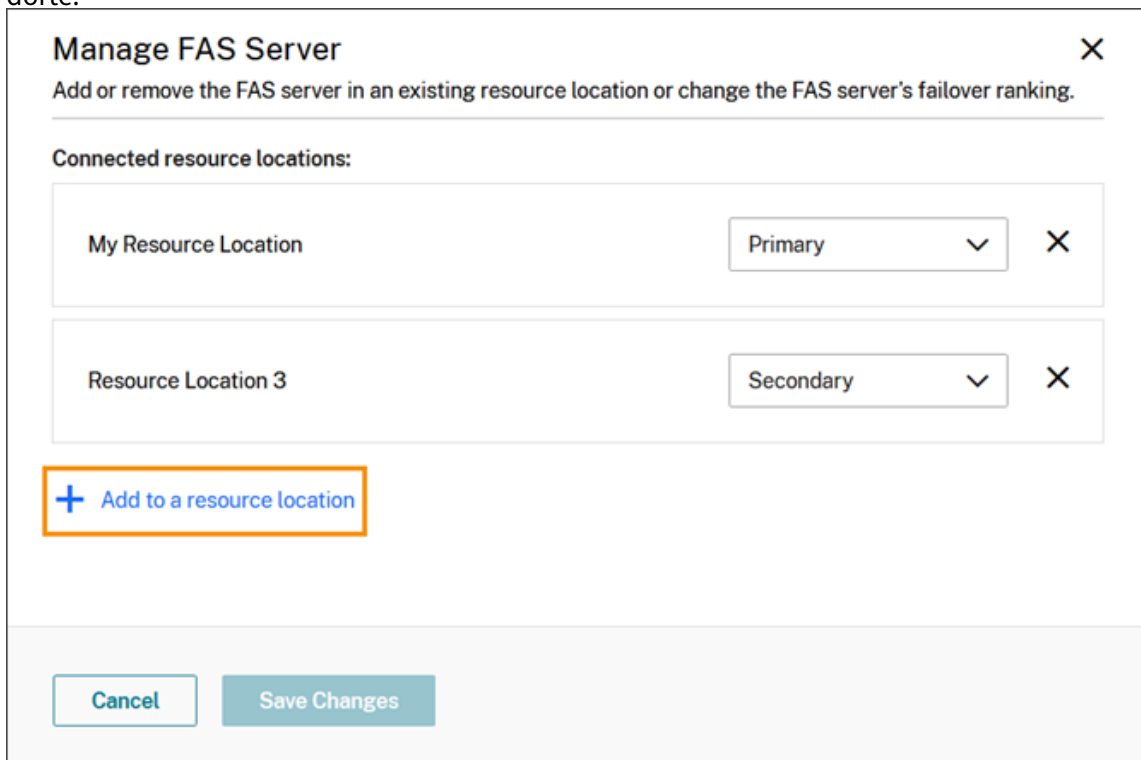 Manage FAS Server
Add or remove the FAS server in an existing resource location or change the FAS server's failover ranking.
Connected resource locations:
My Resource Location Primary
Resource Location 3 Secondary
+ Add to a resource location
Cancel Save Changes